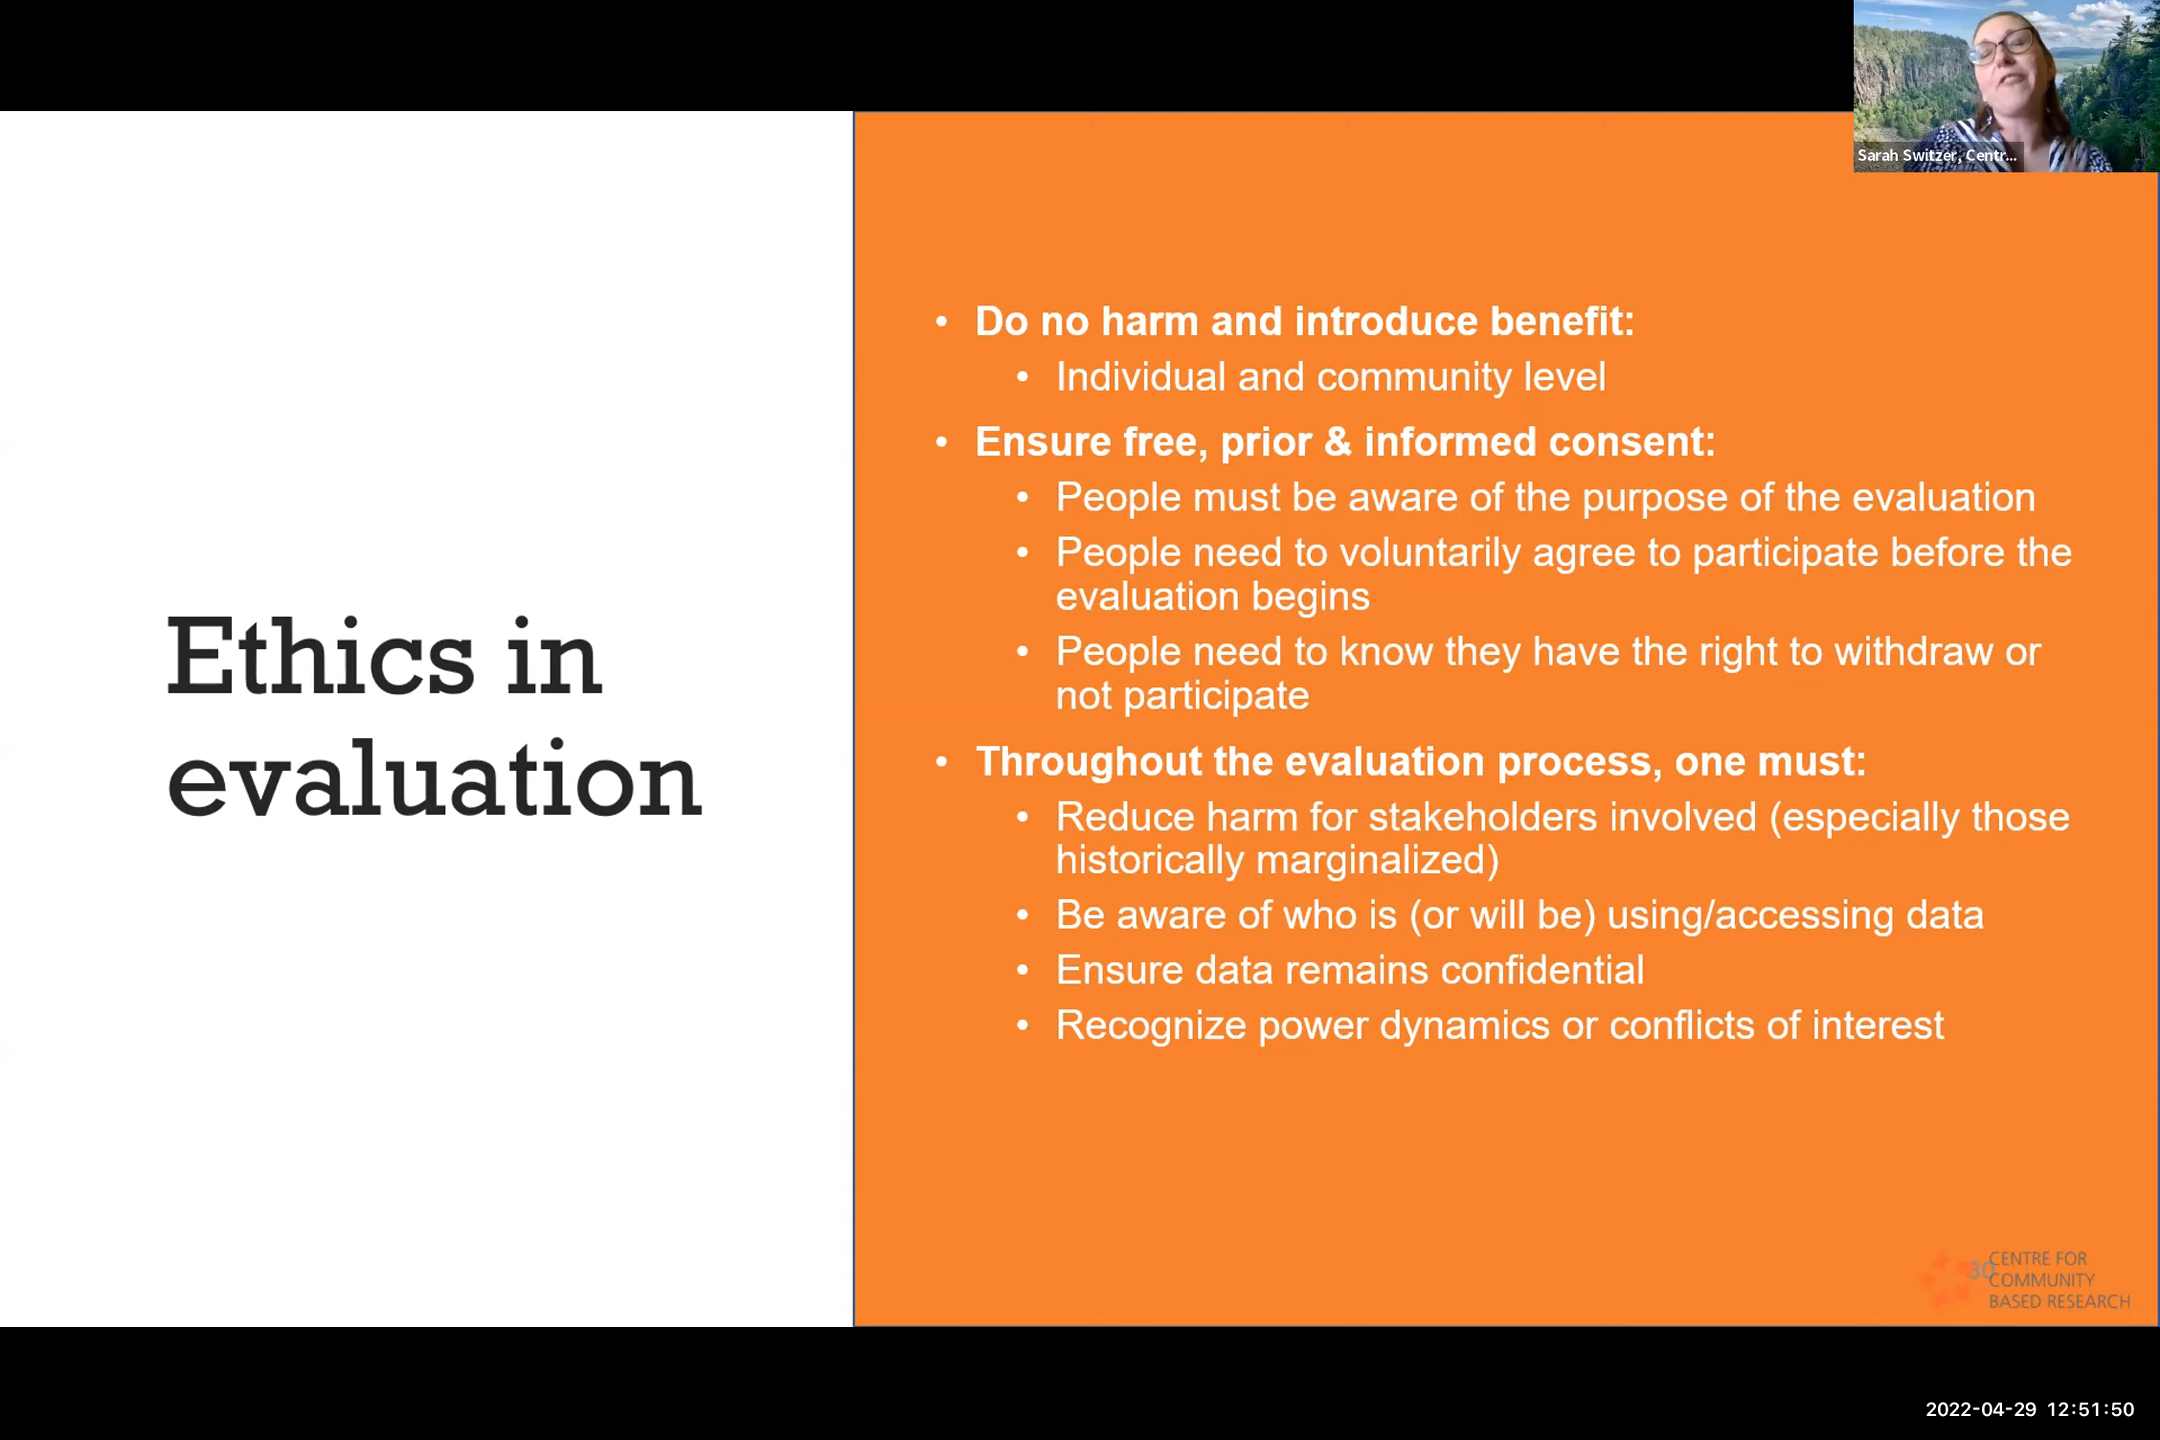 Sarah Switzer, Centr...
Ethics in
evaluation
• Do no harm and introduce benefit:
• Individual and community level
• Ensure free, prior & informed consent:
• People must be aware of the purpose of the evaluation
• People need to voluntarily agree to participate before the
evaluation begins
• People need to know they have the right to withdraw or
not participate
• Throughout the evaluation process, one must:
• Reduce harm for stakeholders involved (especially those
historically marginalized)
• Be aware of who is (or will be) using/accessing data
• Ensure data remains confidential
• Recognize power dynamics or conflicts of interest
30
CENTRE FOR
COMMUNITY
BASED RESEARCH
2022-04-29 12:51:50